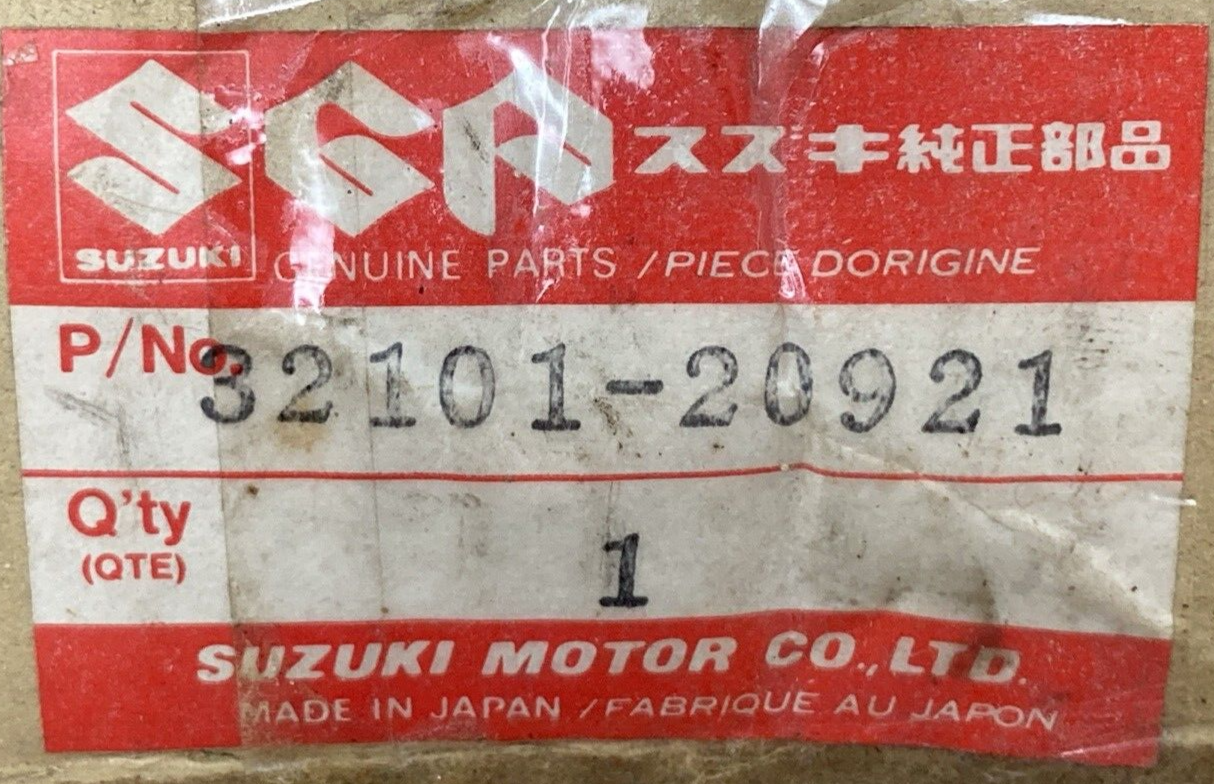 SGP スズキ純正部品
SUZUKI
GENUINE PARTS / PIECE DORIGINE
P/No. 32101-20921
Q'ty
(QTE)
1
SUZUKI MOTOR CO., LTD.
MADE IN JAPAN / FABRIQUE AU JAPON